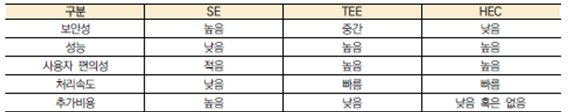 구분 SE TEE HEC
보안성 높음 중간 낮음
성능 낮음 높음 높음
사용자 편의성 적음 높음 높음
처리속도 낮음 빠름 빠름
추가비용 높음 낮음 낮음 혹은 없음